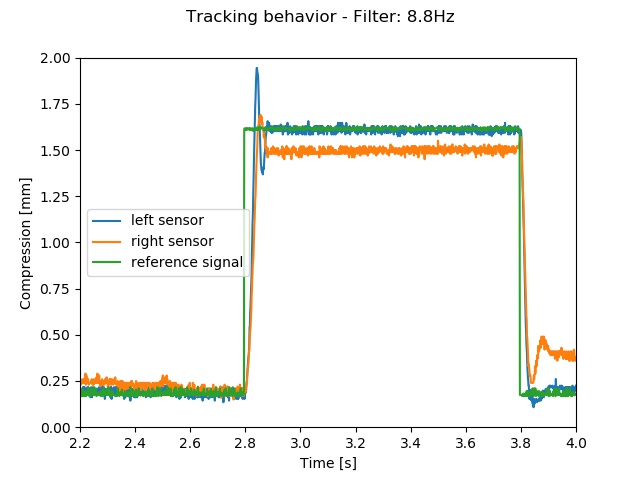 Tracking behavior - Filter: 8.8Hz
2.00
1.75
1.50
1.25
1.00
0.75
0.50
0.25
0.00
Compression [mm]
left sensor
right sensor
reference signal
2.2 2.4 2.6 2.8 3.0 3.2 3.4 3.6 3.8 4.0
Time [s]